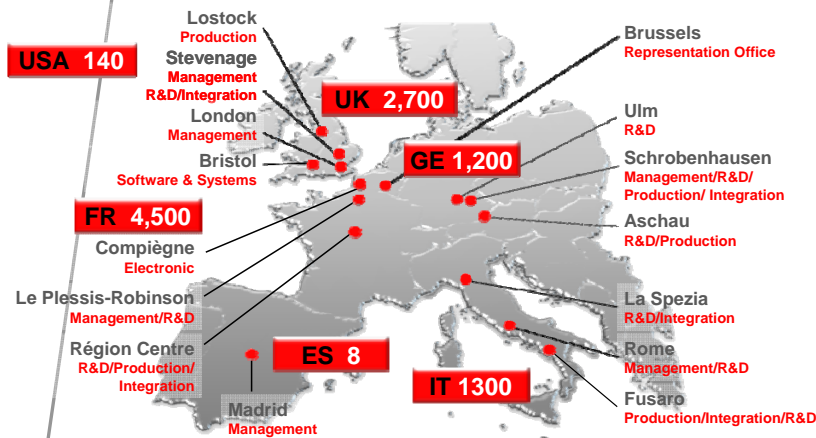 Lostock
Production
USA 140
Stevenage
Management
R&D/Integration
London
Management
Bristol
Software & Systems
UK 2,700
GE 1,200
Brussels
Representation Office
Ulm
R&D
Schrobenhausen
Management/R&D/
Production/ Integration
Aschau
R&D/Production
FR 4,500
Compiègne
Electronic
Le Plessis-Robinson
Management/R&D
Région Centre
R&D/Production/
Integration
ES 8
Madrid
Management
IT 1300
La Spezia
R&D/Integration
Rome
Management/R&D
Fusaro
Production/Integration/R&D